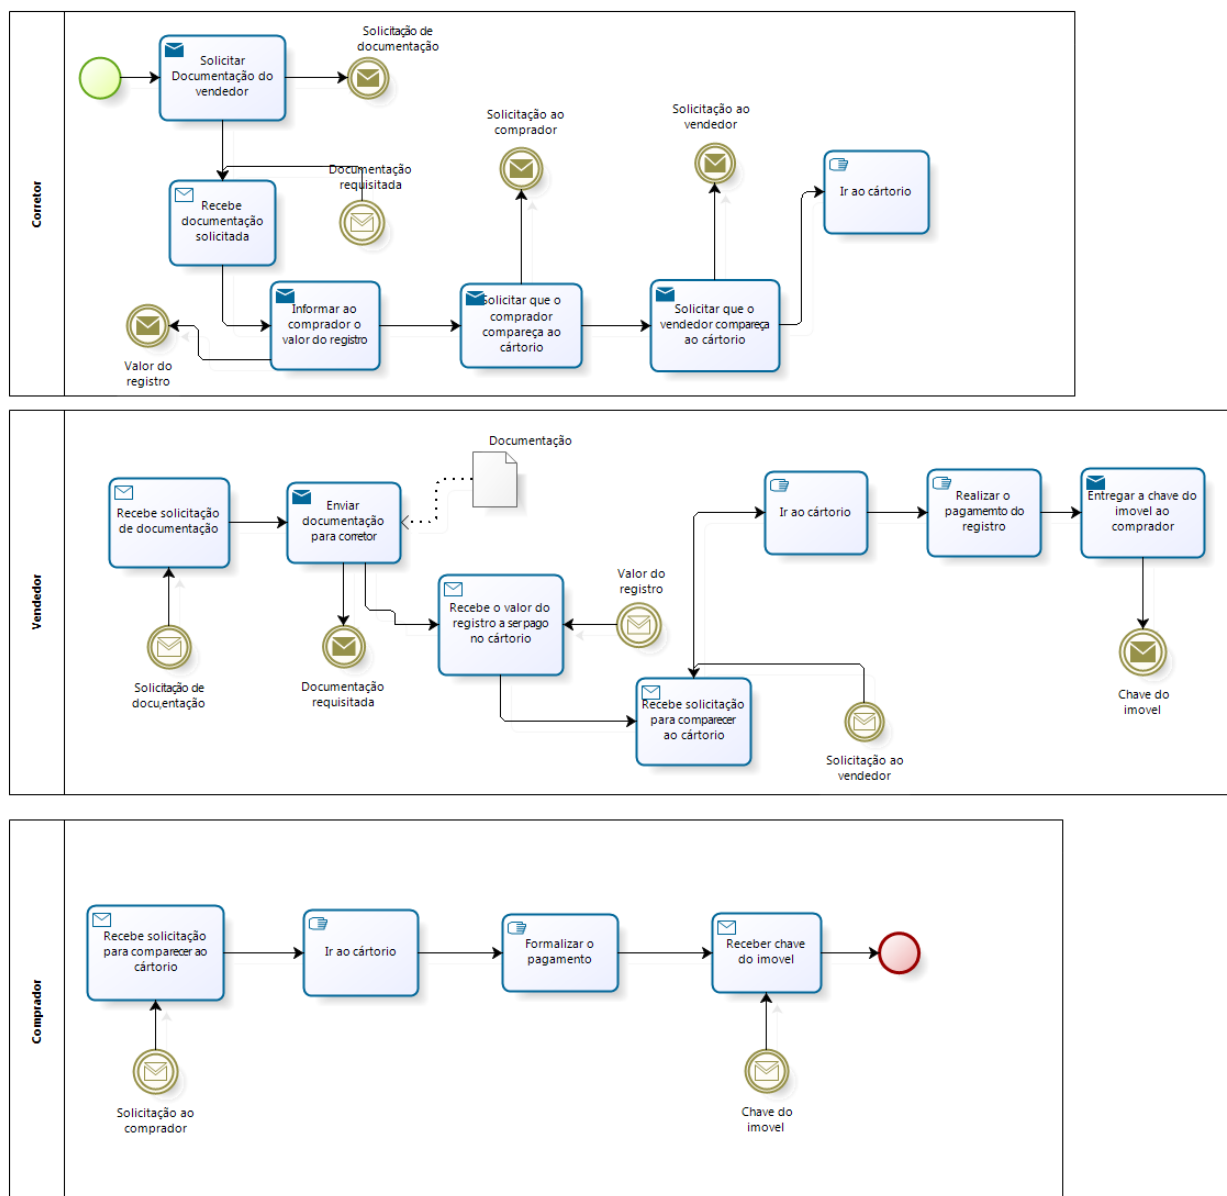 Corretor
Solicitar
Documentação do
vendedor
Solicitação de
documentação
Recebe
documentação
solicitada
Documentação
requisitada
Valor do
registro
Informar ao
comprador o
valor do registro
Solicitação ao
comprador
Solicitar que o
comprador
compareça ao
cártorio
Solicitação ao
vendedor
Solicitar que o
vendedor compareça
ao cártorio
Ir ao cártorio
Vendedor
Recebe solicitação
de documentação
Solicitação de
docu,entação
Enviar
documentação
para corretor
Documentação
Documentação
requisitada
Recebe o valor do
registro a ser pago
no cártorio
Valor do
registro
Recebe solicitação
para comparecer
ao cártorio
Solicitação ao
vendedor
Ir ao cártorio
Realizar o
pagamemto do
registro
Entregar a chave do
imovel ao
comprador
Chave do
imovel
Comprador
Recebe solicitação
para comparecer ao
cártorio
Solicitação ao
comprador
Ir ao cártorio
Formalizar o
pagamento
Receber chave
do imovel
Chave do
imovel